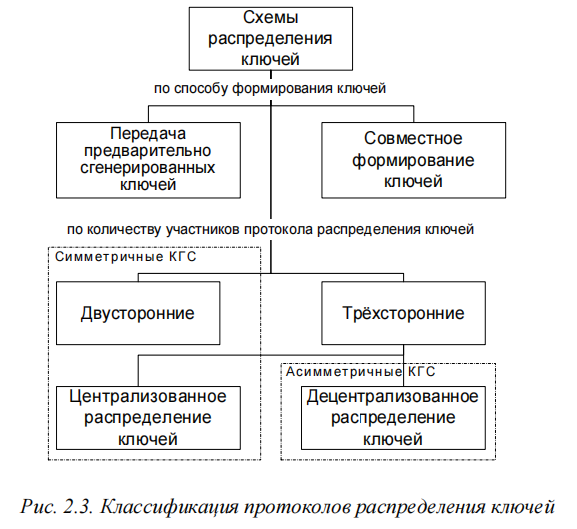 Схемы
распределения
ключей
по способу формирования ключей
Передача
предварительно
сгенерированных
ключей
Совместное
формирование
ключей
по количеству участников протокола распределения ключей
Симметричные КГС
Двусторонние
Трёхсторонние
Асимметричные КГС
Централизованное
распределение
ключей
Децентрализованное
распределение
ключей
Рис. 2.3. Классификация протоколов распределения ключей